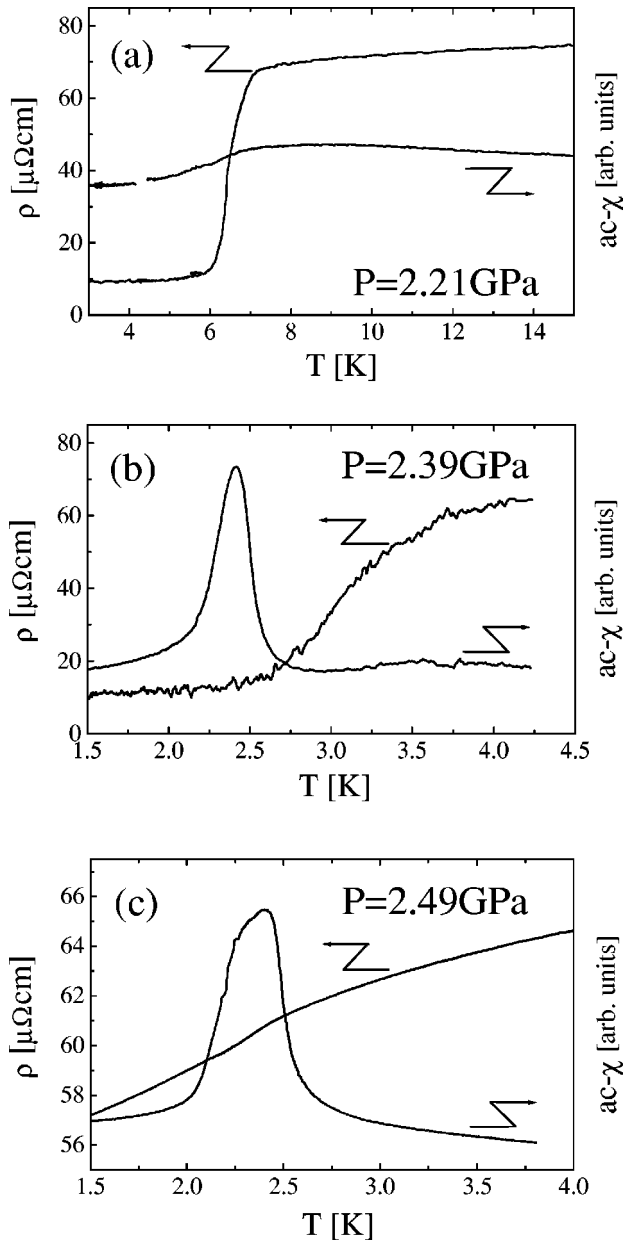 (a)
80
60
40
20
0
ρ [μΩcm]
ac-χ [arb. units]
P=2.21GPa
4 6 8 10 12 14
T [K]
(b)
P=2.39GPa
80
60
40
20
0
ρ [μΩcm]
ac-χ [arb. units]
1.5 2.0 2.5 3.0 3.5 4.0 4.5
T [K]
(c)
P=2.49GPa
66
64
62
60
58
56
ρ [μΩcm]
ac-χ [arb. units]
1.5 2.0 2.5 3.0 3.5 4.0
T [K]